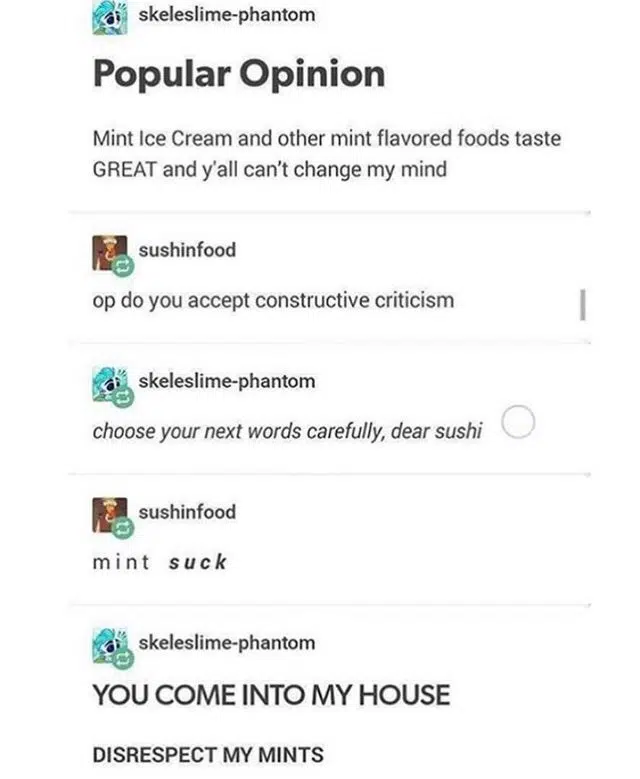 skeleslime-phantom
Popular Opinion
Mint Ice Cream and other mint flavored foods taste
GREAT and y'all can't change my mind
sushinfood
op do you accept constructive criticism
skeleslime-phantom
choose your next words carefully, dear sushi
sushinfood
mint suck
skeleslime-phantom
YOU COME INTO MY HOUSE
DISRESPECT MY MINTS